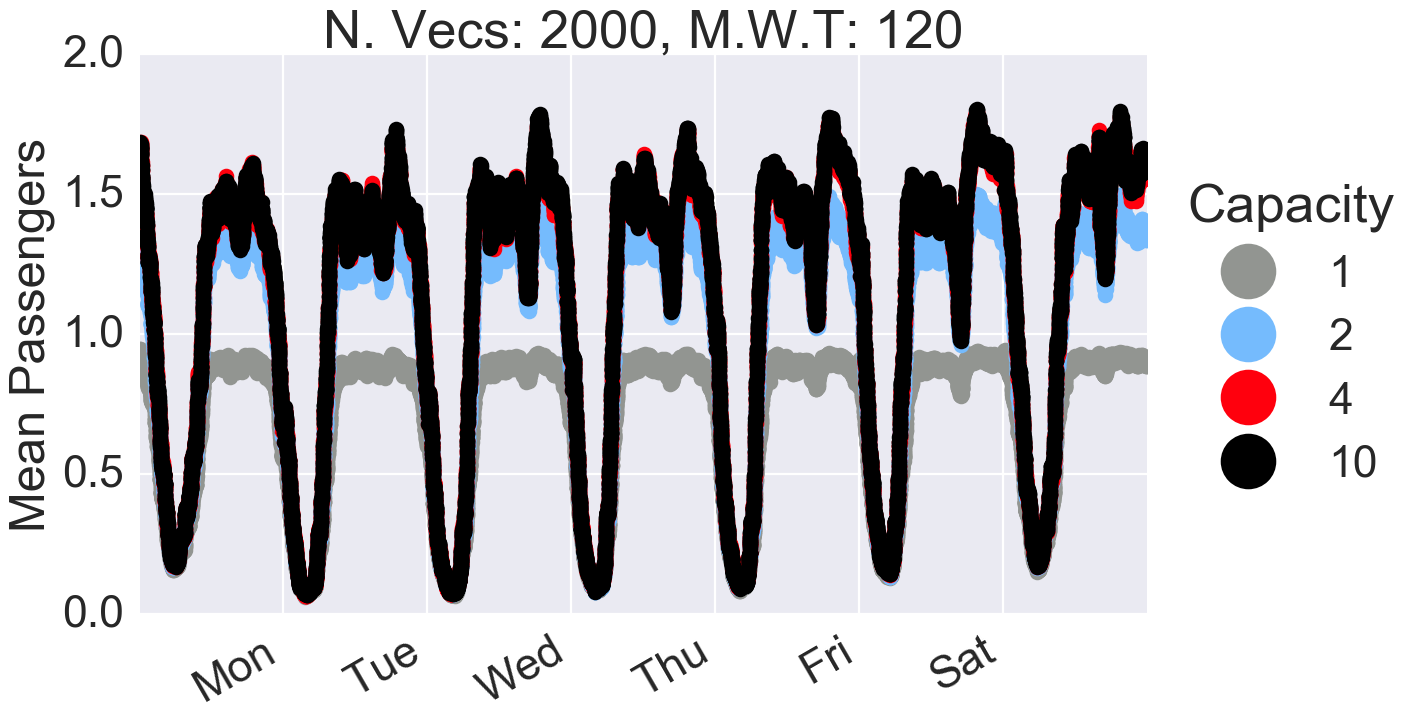 N. Vecs: 2000, M.W.T: 120
Mean Passengers
2.0
1.5
1.0
0.5
0.0
Mon
Tue
Wed
Thu
Fri
Sat
Capacity
1
2
4
10